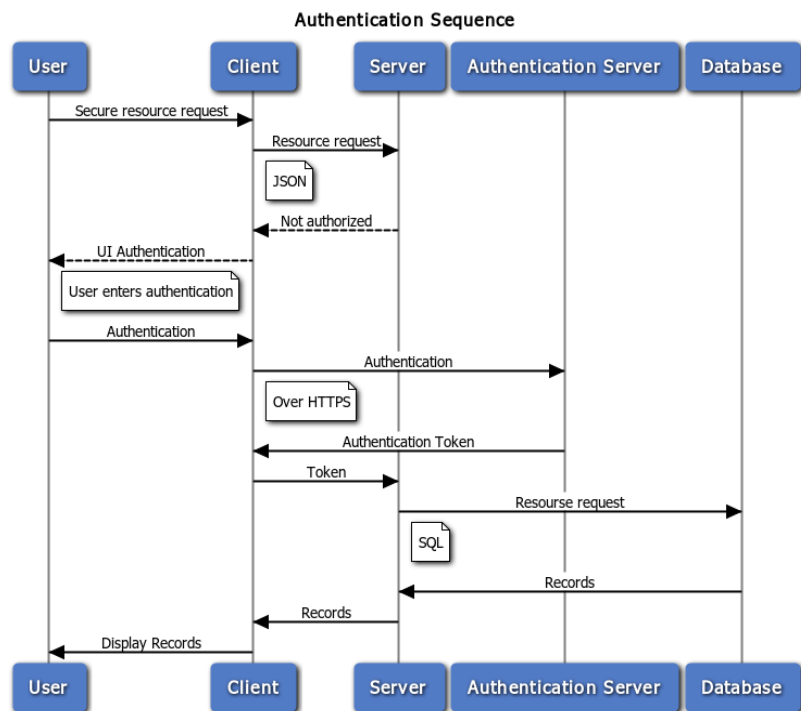 Authentication Sequence
User
Client
Server
Authentication Server
Database
Secure resource request
Resource request
JSON
Not authorized
UI Authentication
User enters authentication
Authentication
Authentication
Over HTTPS
Authentication Token
Token
Resourse request
SQL
Records
Records
Display Records
User
Client
Server
Authentication Server
Database